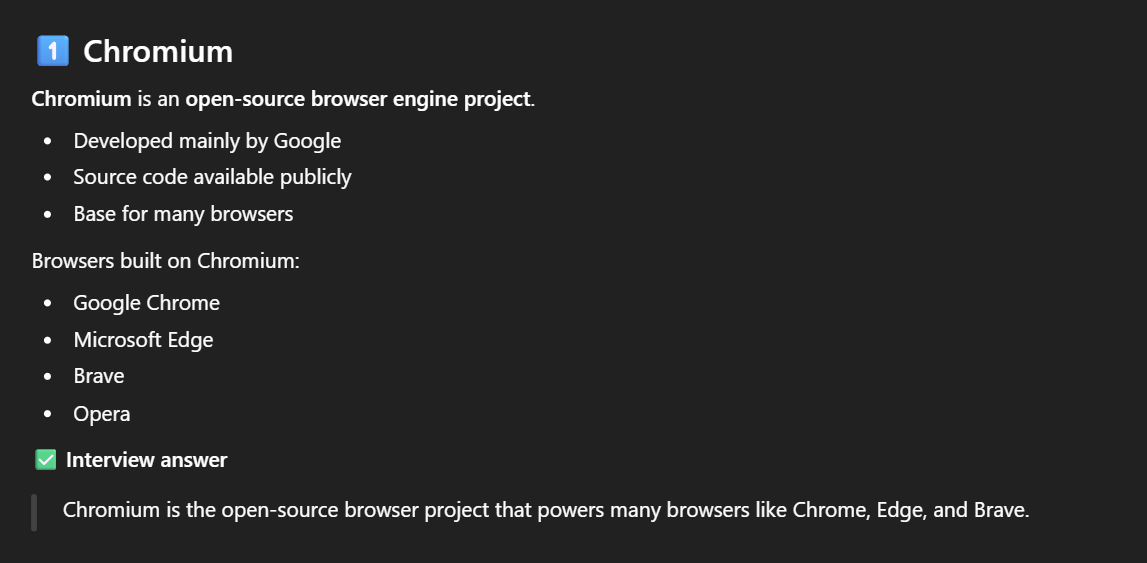 1️⃣ Chromium
Chromium is an open-source browser engine project.
• Developed mainly by Google
• Source code available publicly
• Base for many browsers
Browsers built on Chromium:
• Google Chrome
• Microsoft Edge
• Brave
• Opera
✅ Interview answer
Chromium is the open-source browser project that powers many browsers like Chrome, Edge, and Brave.